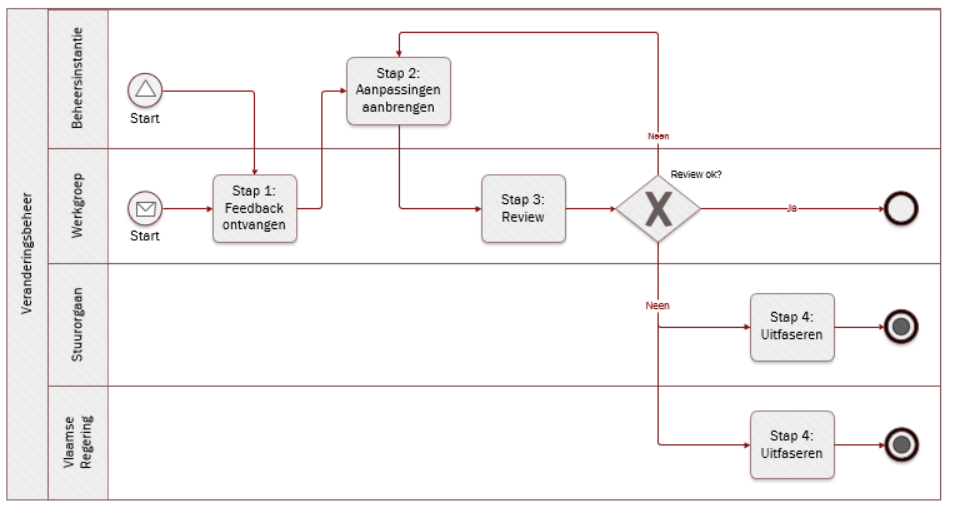 Veranderingsbeheer
Beheersinstantie
Start
Stap 2:
Aanpassingen
aanbrengen
Neen
Werkgroep
Start
Stap 1:
Feedback
ontvangen
Stap 3:
Review
X
Review ok?
Ja
Stuurorgaan
Neen
Stap 4:
Uitfaseren
Vlaamse
Regering
Stap 4:
Uitfaseren